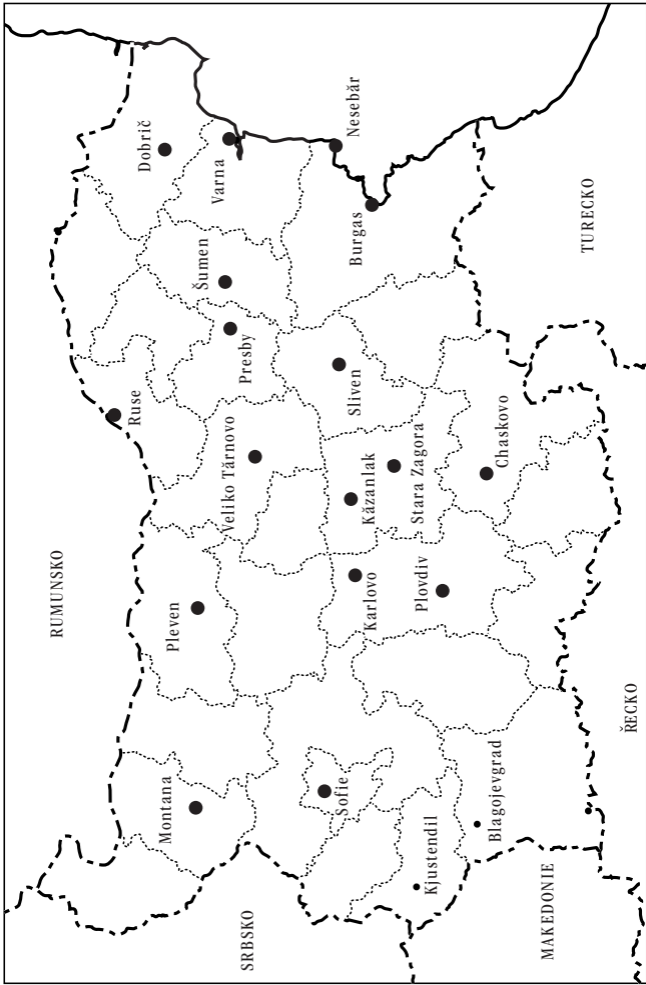 RUMUNSKO
Dobrič
Ruse
Varna
Šumen
Pleven
Montana
Presby
Veliko Tărnovo
Nesebăr
Burgas
Sliven
Sofie
Karlovo
Kăzanlak
SRBSKO
Stara Zagora
Plovdiv
Kjustendil
Chaskovo
Blagojevgrad
TURECKO
MAKEDONIE
ŘECKO